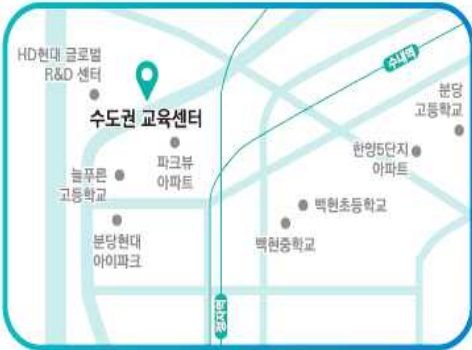 HD현대 글로벌
R&D 센터
수도권 교육센터
수내역
분당
고등학교
파크뷰
아파트
한양5단지
아파트
늘푸른
고등학교
백현초등학교
분당현대
아이파크
백현중학교